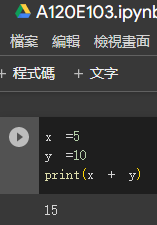 A120E103.ipynb
檔案 編輯 檢視畫面
+ 程式碼 + 文字
x =5
y =10
print(x + y)
15